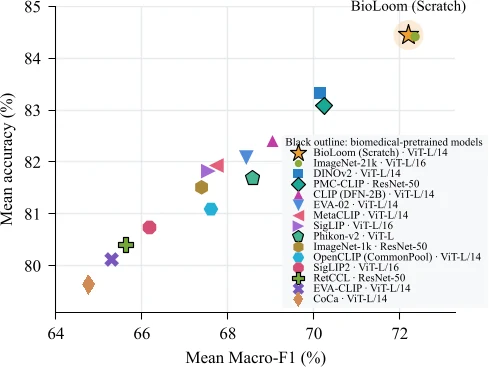 BioLoom (Scratch)
85
84
83
82
81
80
Mean accuracy (%)
64
66
68
70
72
Mean Macro-F1 (%)
Black outline: biomedical-pretrained models
BioLoom (Scratch) · ViT-L/14
ImageNet-21k · ViT-L/16
DINOv2 · ViT-L/14
PMC-CLIP · ResNet-50
CLIP (DFN-2B) · ViT-L/14
EVA-02 · ViT-L/14
MetaCLIP · ViT-L/14
SigLIP · ViT-L/16
Phikon-v2 · ViT-L
ImageNet-1k · ResNet-50
OpenCLIP (CommonPool) · ViT-L/14
SigLIP2 · ViT-L/16
RetCCL · ResNet-50
EVA-CLIP · ViT-L/14
CoCa · ViT-L/14